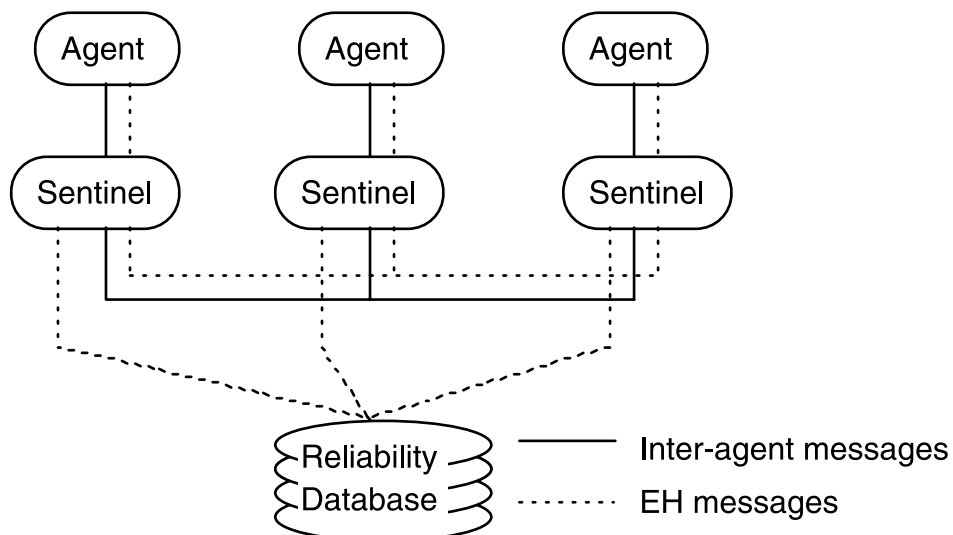 Agent
Agent
Agent
Sentinel
Sentinel
Sentinel
Reliability
Database
Inter-agent messages
EH messages